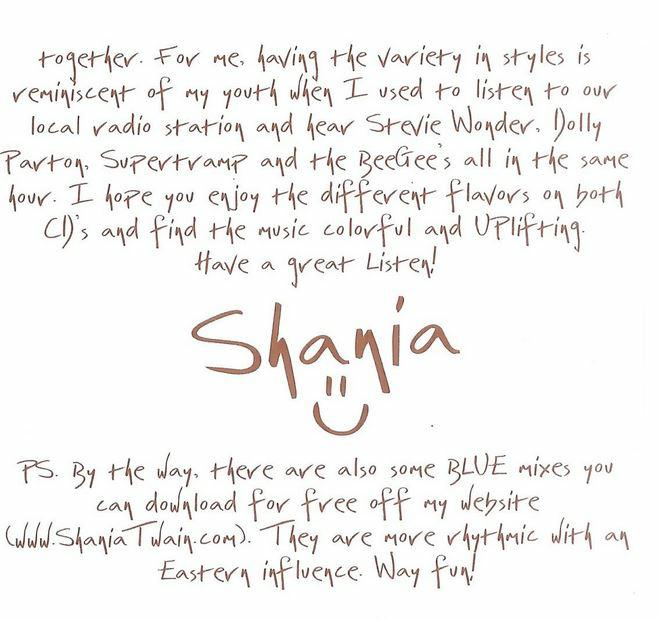 together. For me, having the variety in styles is
reminiscent of my youth when I used to listen to our
local radio station and hear Stevie Wonder, Dolly
Parton, Supertramp and the BeeGee's all in the same
hour. I hope you enjoy the different flavors on both
CD's and find the music colorful and UPlifting.
Have a great Listen!
Shania
PS. By the way, there are also some BLUE mixes you
can download for free off my website
(www.ShaniaTwain.com). They are more rhythmic with an
Eastern influence. Way fun!